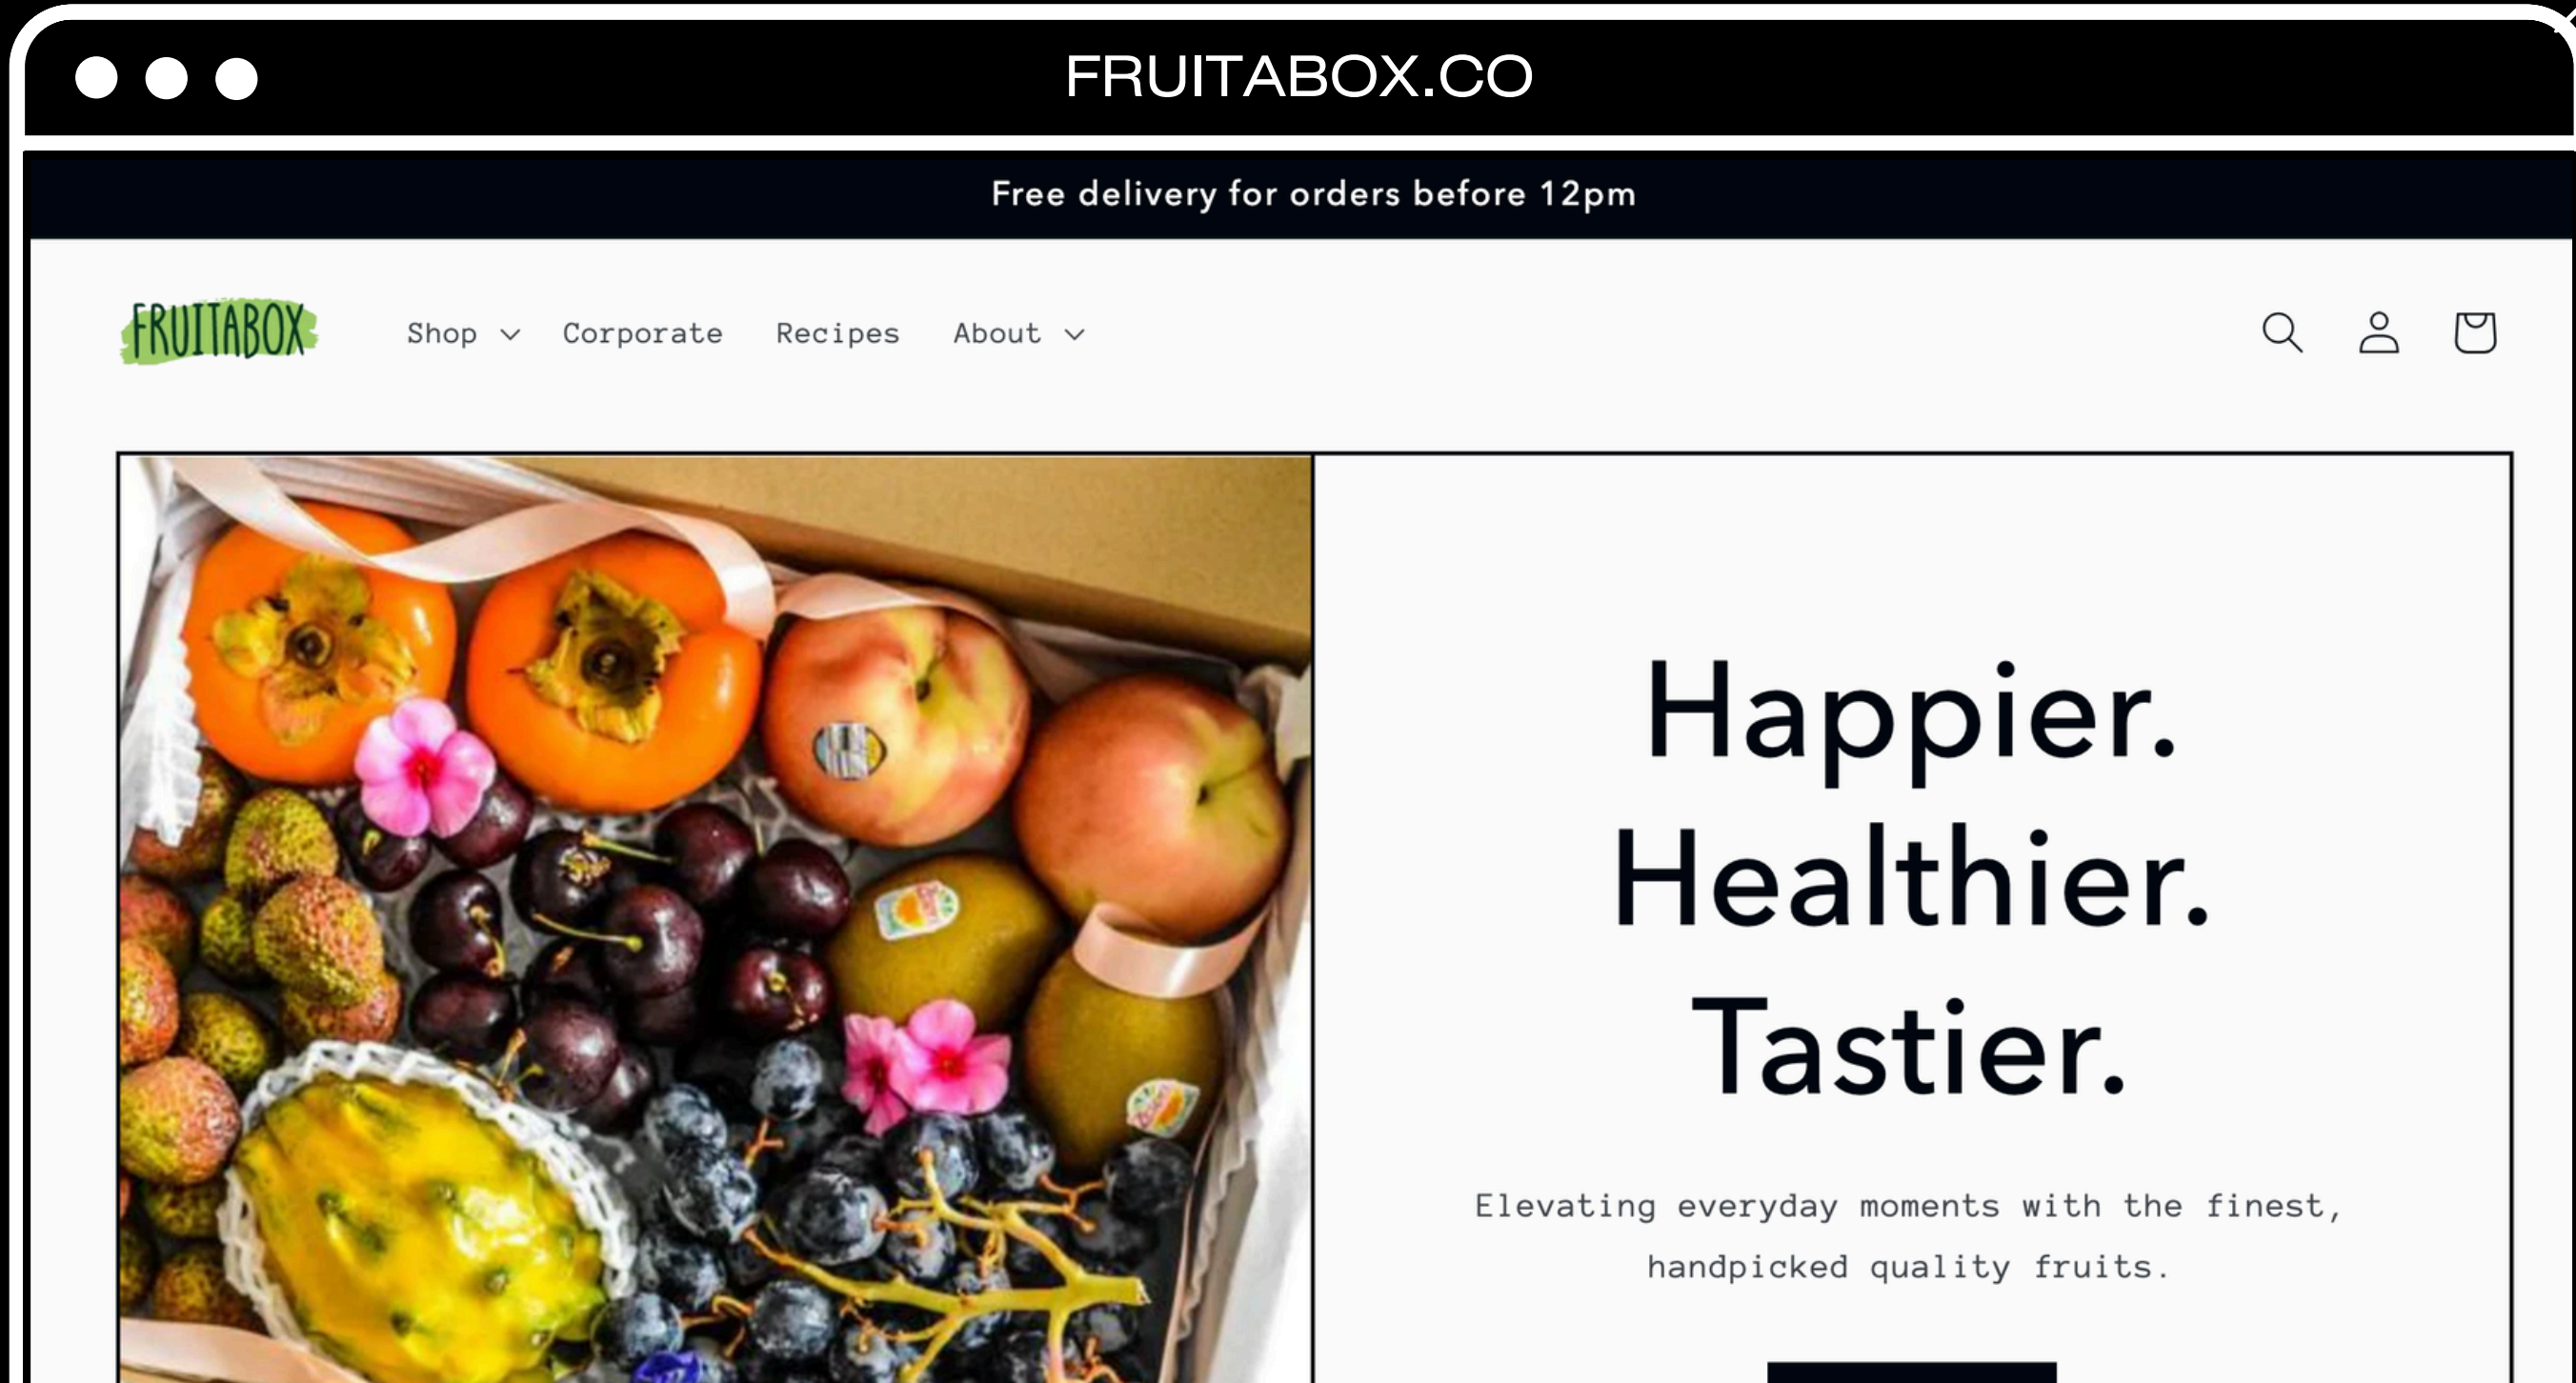 FRUITABOX.CO
Free delivery for orders before 12pm
FRUITABOX
Shop
Corporate
Recipes
About
Happier.
Healthier.
Tastier.
Elevating everyday moments with the finest,
handpicked quality fruits.